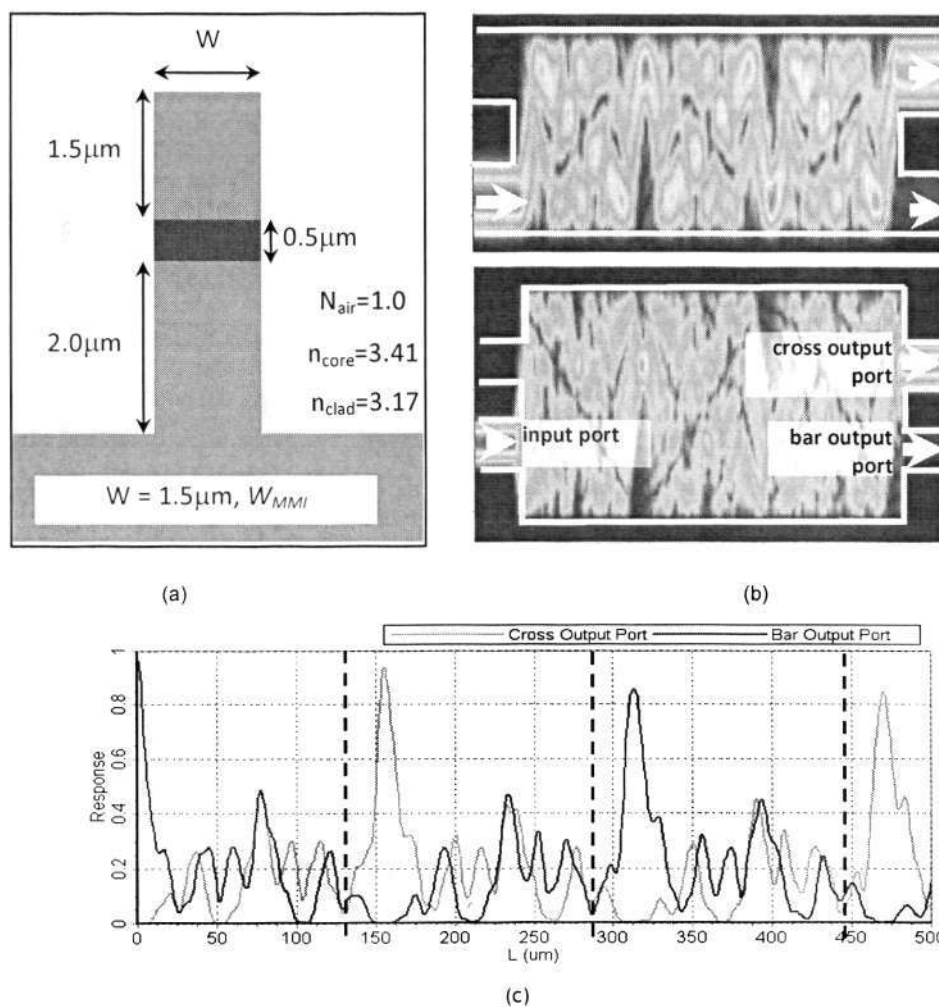 W
1.5μm
0.5μm
2.0μm
N_air=1.0
n_core=3.41
n_clad=3.17
W = 1.5μm, W_MMI
(a)
cross output
port
input port
bar output
port
(b)
Cross Output Port
Bar Output Port
Response
1
0.8
0.6
0.4
0.2
0
0
50
100
150
200
250
300
350
400
450
500
L (um)
(c)